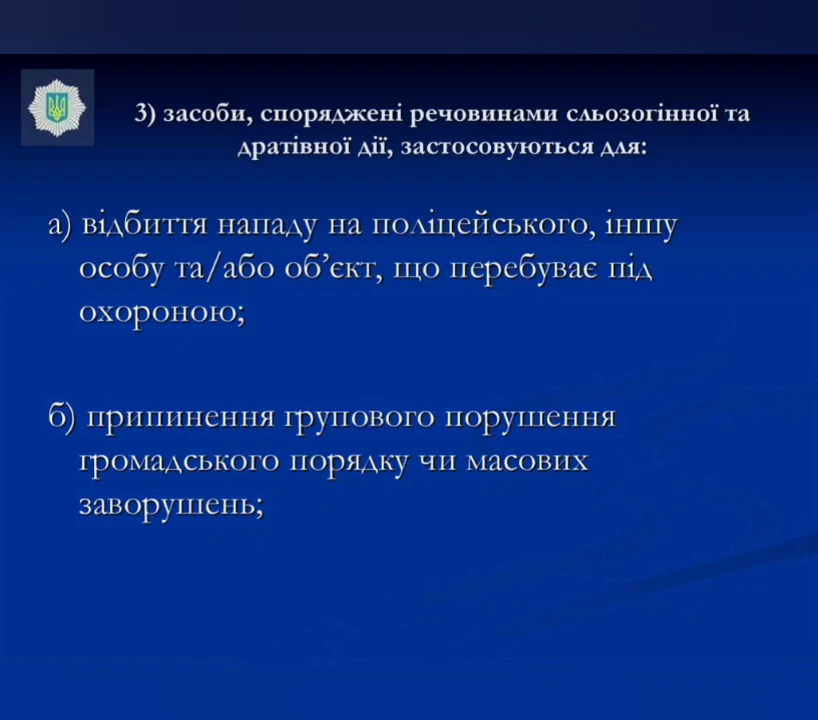 3) засоби, споряджені речовинами сльозогінної та
дратівної дії, застосовуються для:
а) відбиття нападу на поліцейського, іншу
особу та/або об’єкт, що перебуває під
охороною;
б) припинення групового порушення
громадського порядку чи масових
заворушень;